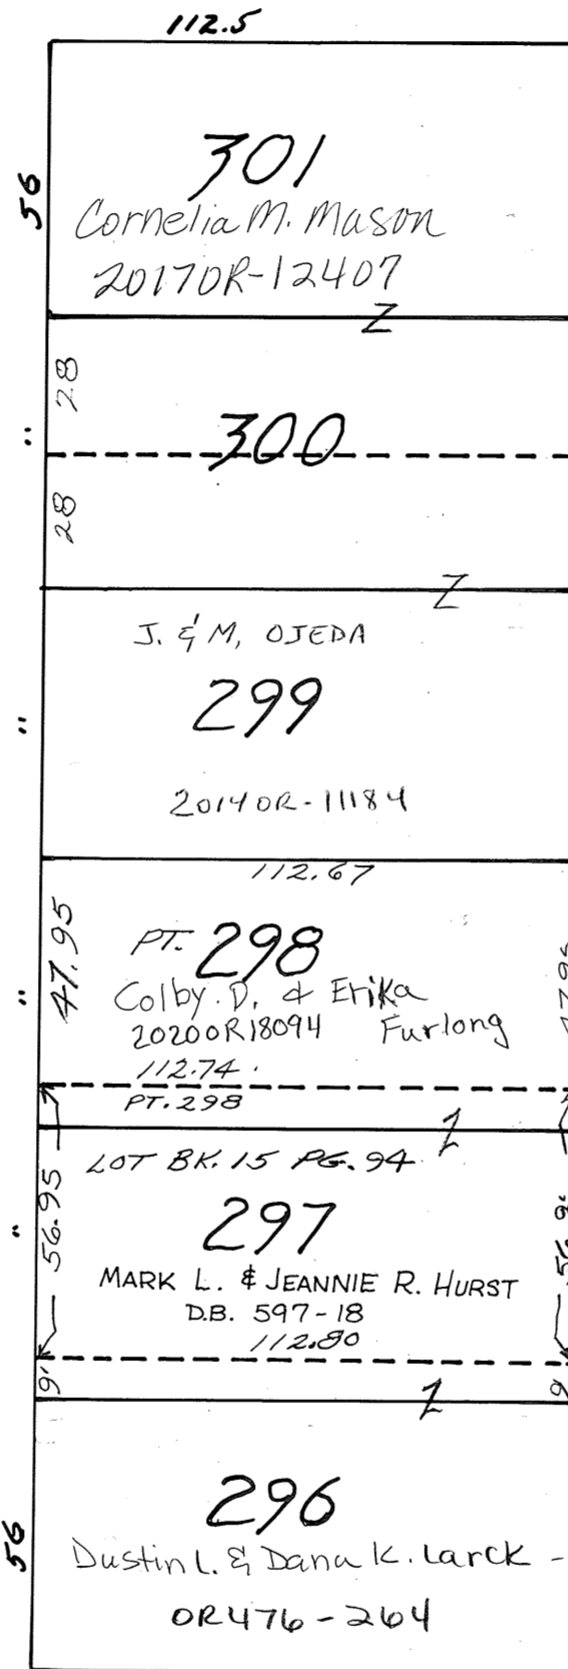 112.5
56
301
Cornelia M. Mason
2017OR-12407
Z
28
"
300
28
Z
J. & M. OJEDA
299
"
2014OR-11184
112.67
47.95
PT. 298
Colby. D. & Erika
Furlong
2020OR18094
"
112.74
PT. 298
Z
LOT BK. 15 PG. 94
56.95
297
"
MARK L. & JEANNIE R. HURST
D.B. 597-18
112.80
9'
Z
296
56
Dustin L. & Dana K. Larck -
OR476-264